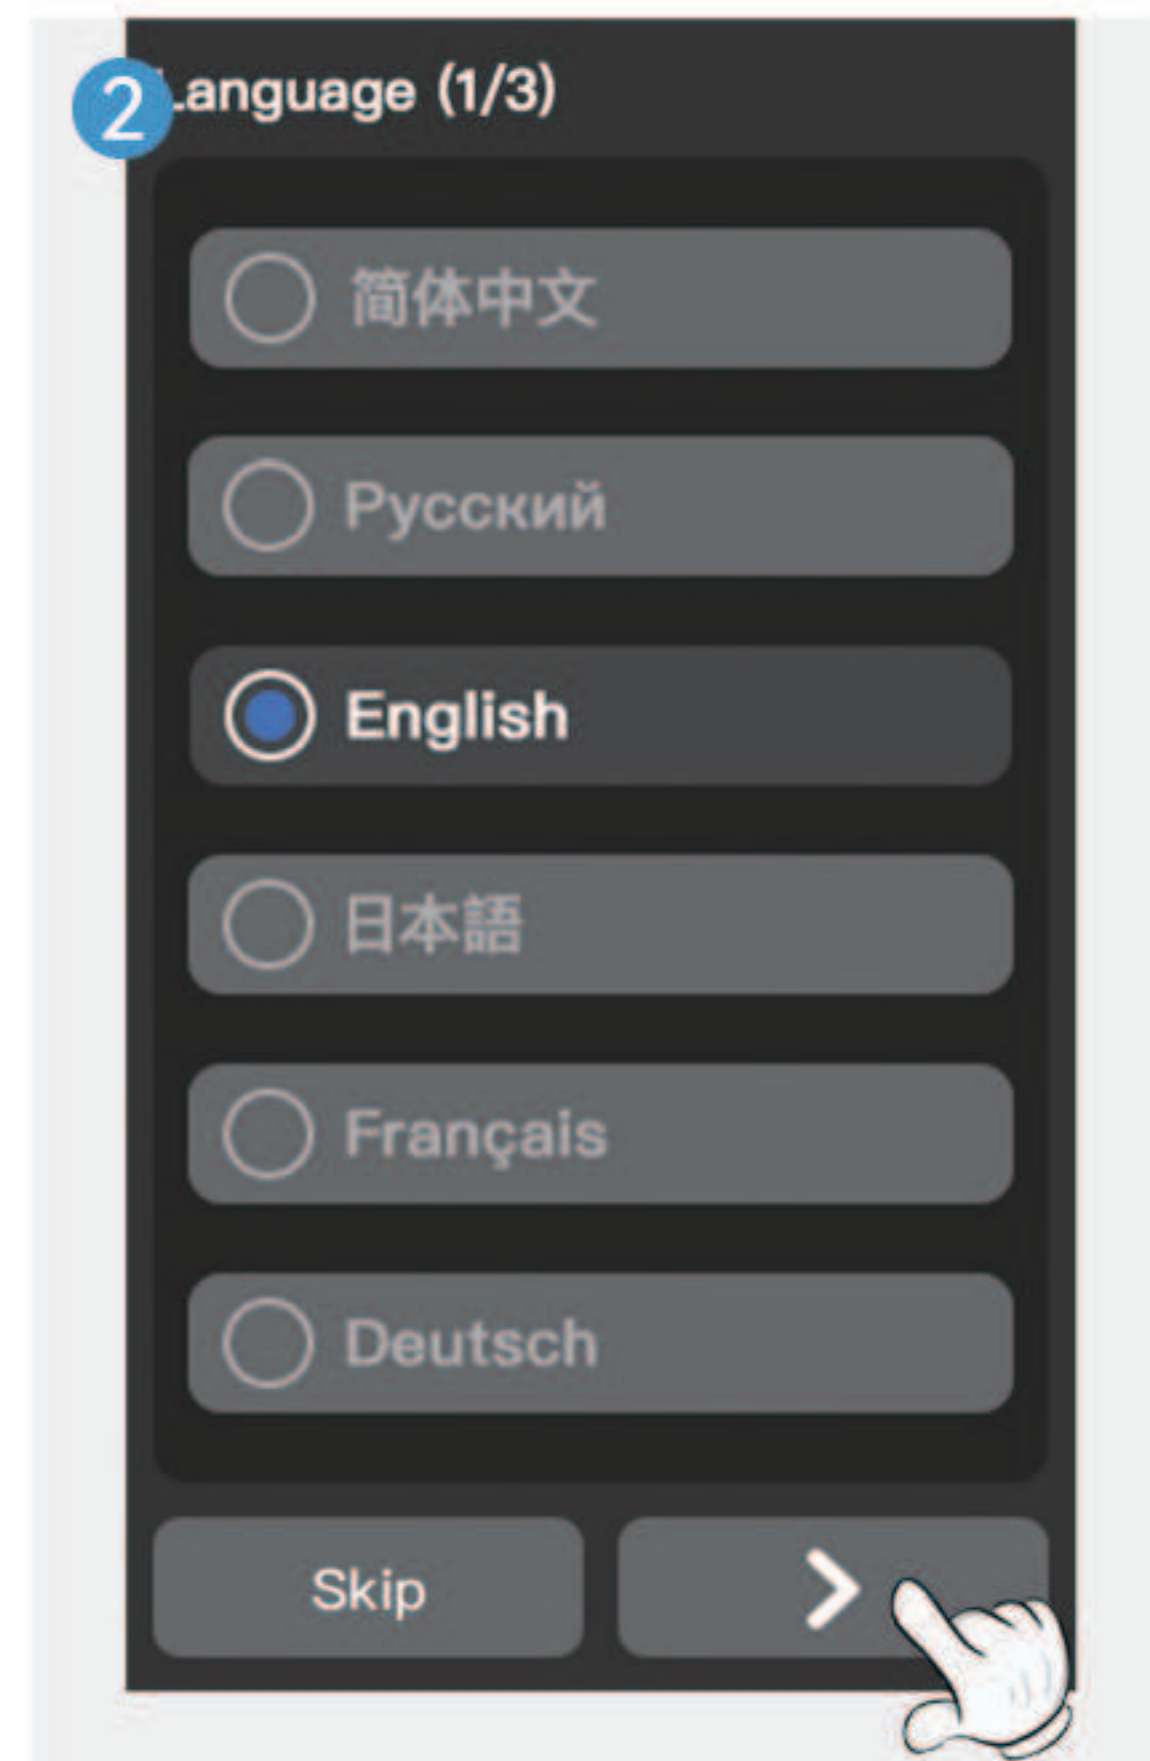 2
Language (1/3)
简体中文
Русский
English
日本語
Français
Deutsch
Skip